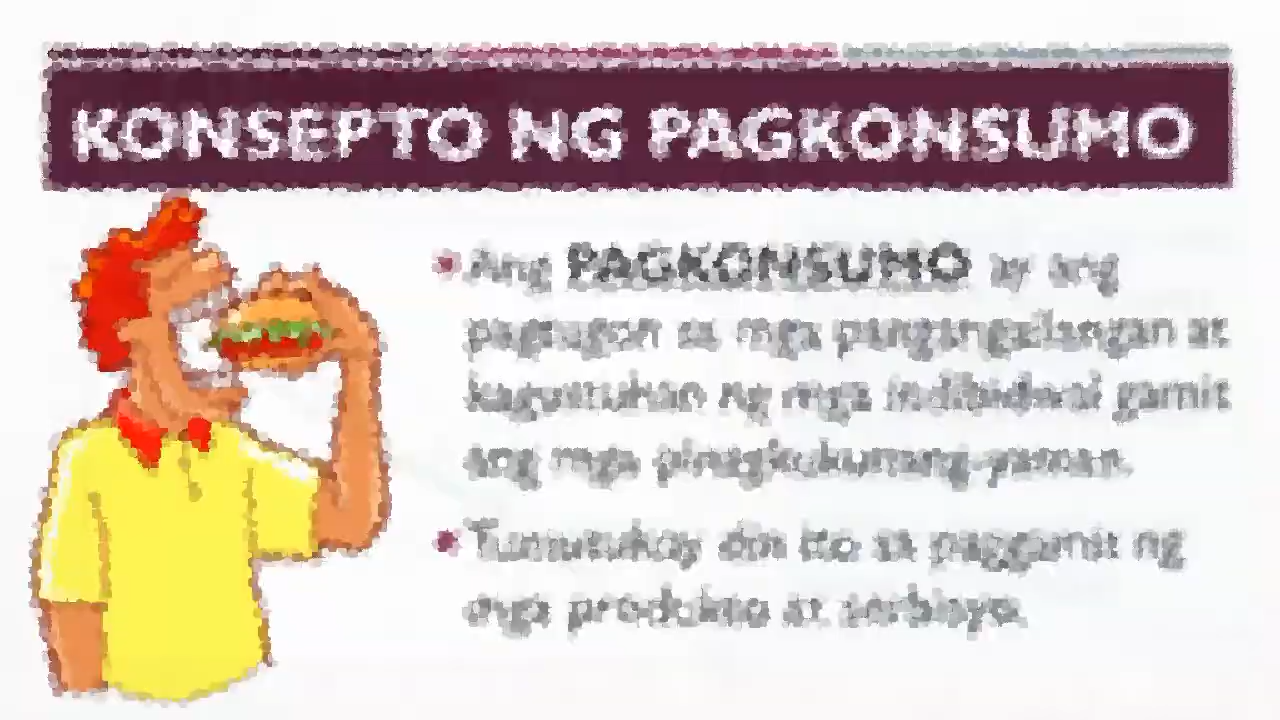 KONSEPTO NG PAGKONSUMO
Ang PAGKONSUMO ay ang
pagtugon sa mga pangangailangan at
kagustuhan ng mga indibidwal gamit
ang mga pinagkukunang-yaman.
Tumutukoy din ito sa paggamit ng
mga produkto at serbisyo.